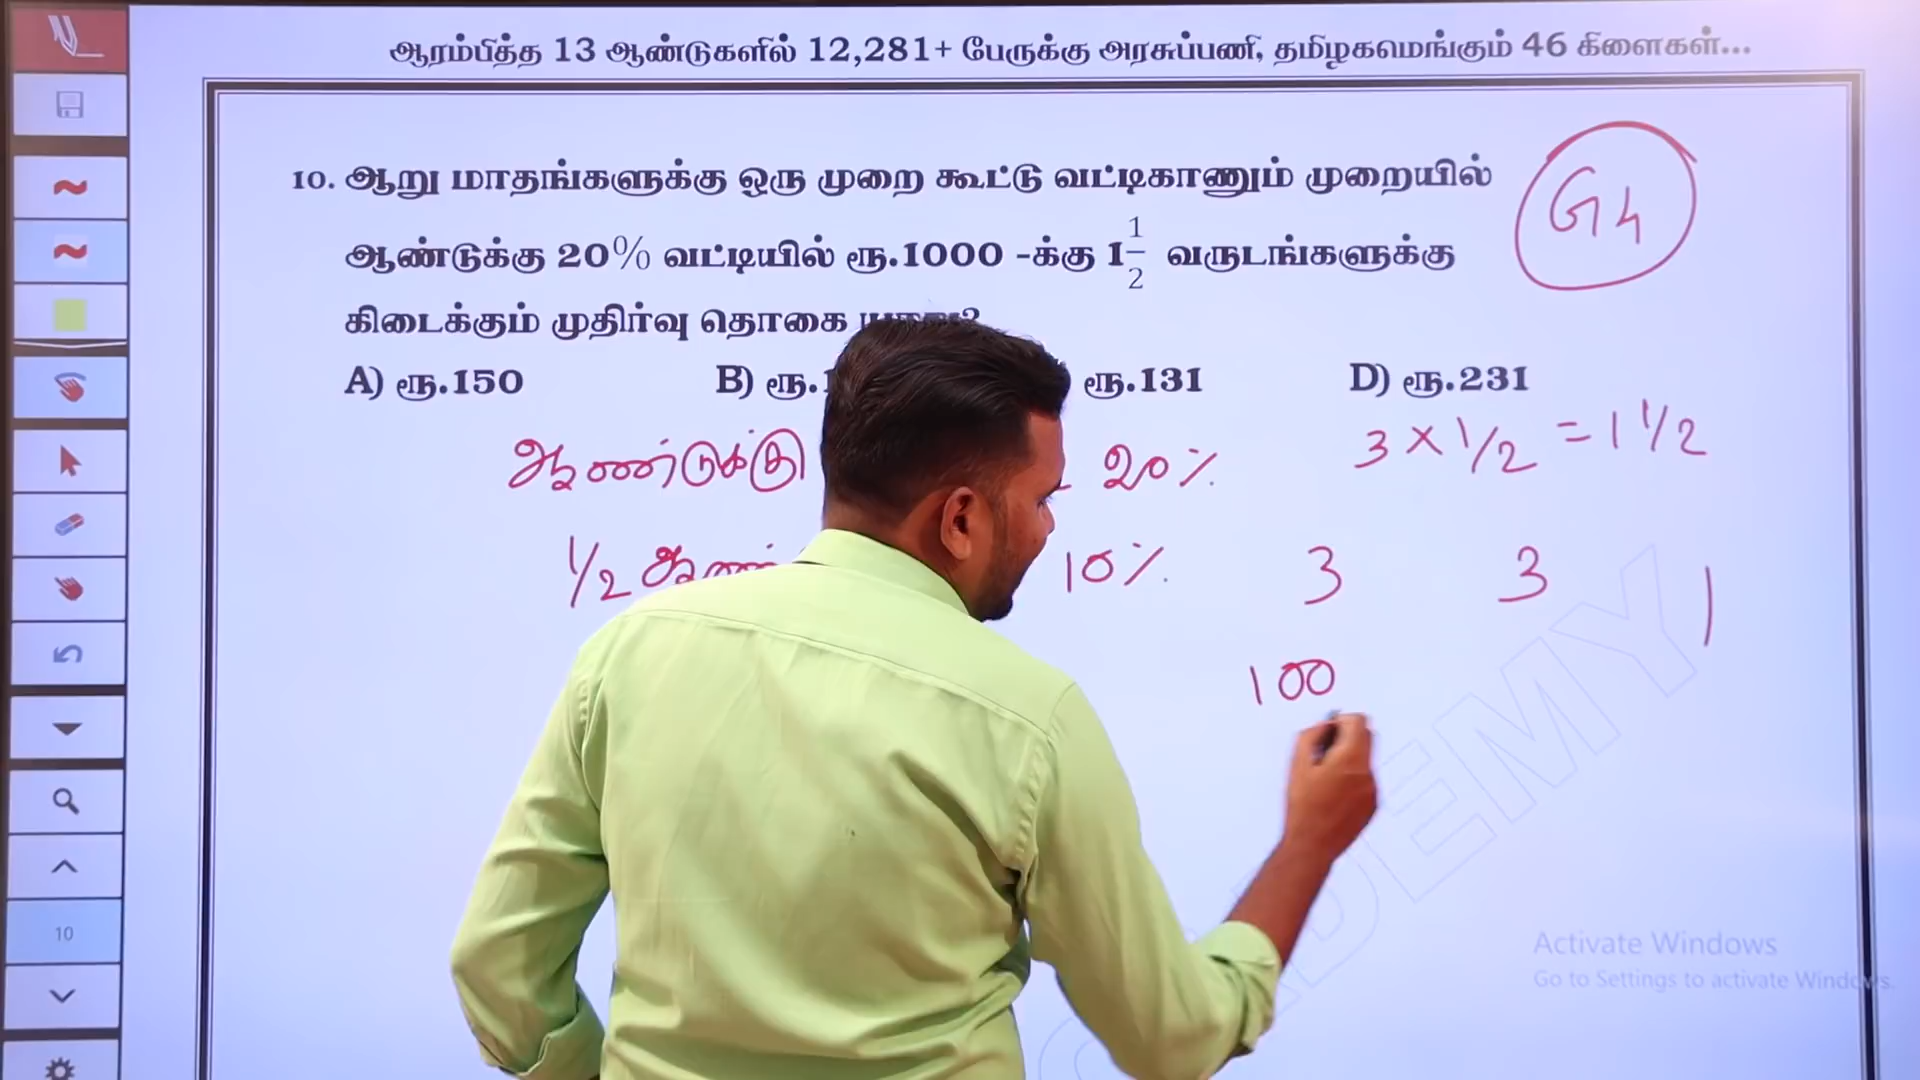 ஆரம்பித்த 13 ஆண்டுகளில் 12,281+ பேருக்கு அரசுப்பணி, தமிழகமெங்கும் 46 கிளைகள்...
10. ஆறு மாதங்களுக்கு ஒரு முறை கூட்டு வட்டிகாணும் முறையில்
ஆண்டுக்கு 20% வட்டியில் ரூ.1000 -க்கு 1 1/2 வருடங்களுக்கு
கிடைக்கும் முதிர்வு தொகை
A) ரூ.150 B) ரூ. ரூ.131 D) ரூ.231
G4
ஆண்டுக்கு 20% 3 × 1/2 = 1 1/2
1/2 ஆண் 10% 3 3 1
100
DEMY
10
Activate Windows
Go to Settings to activate Windows.